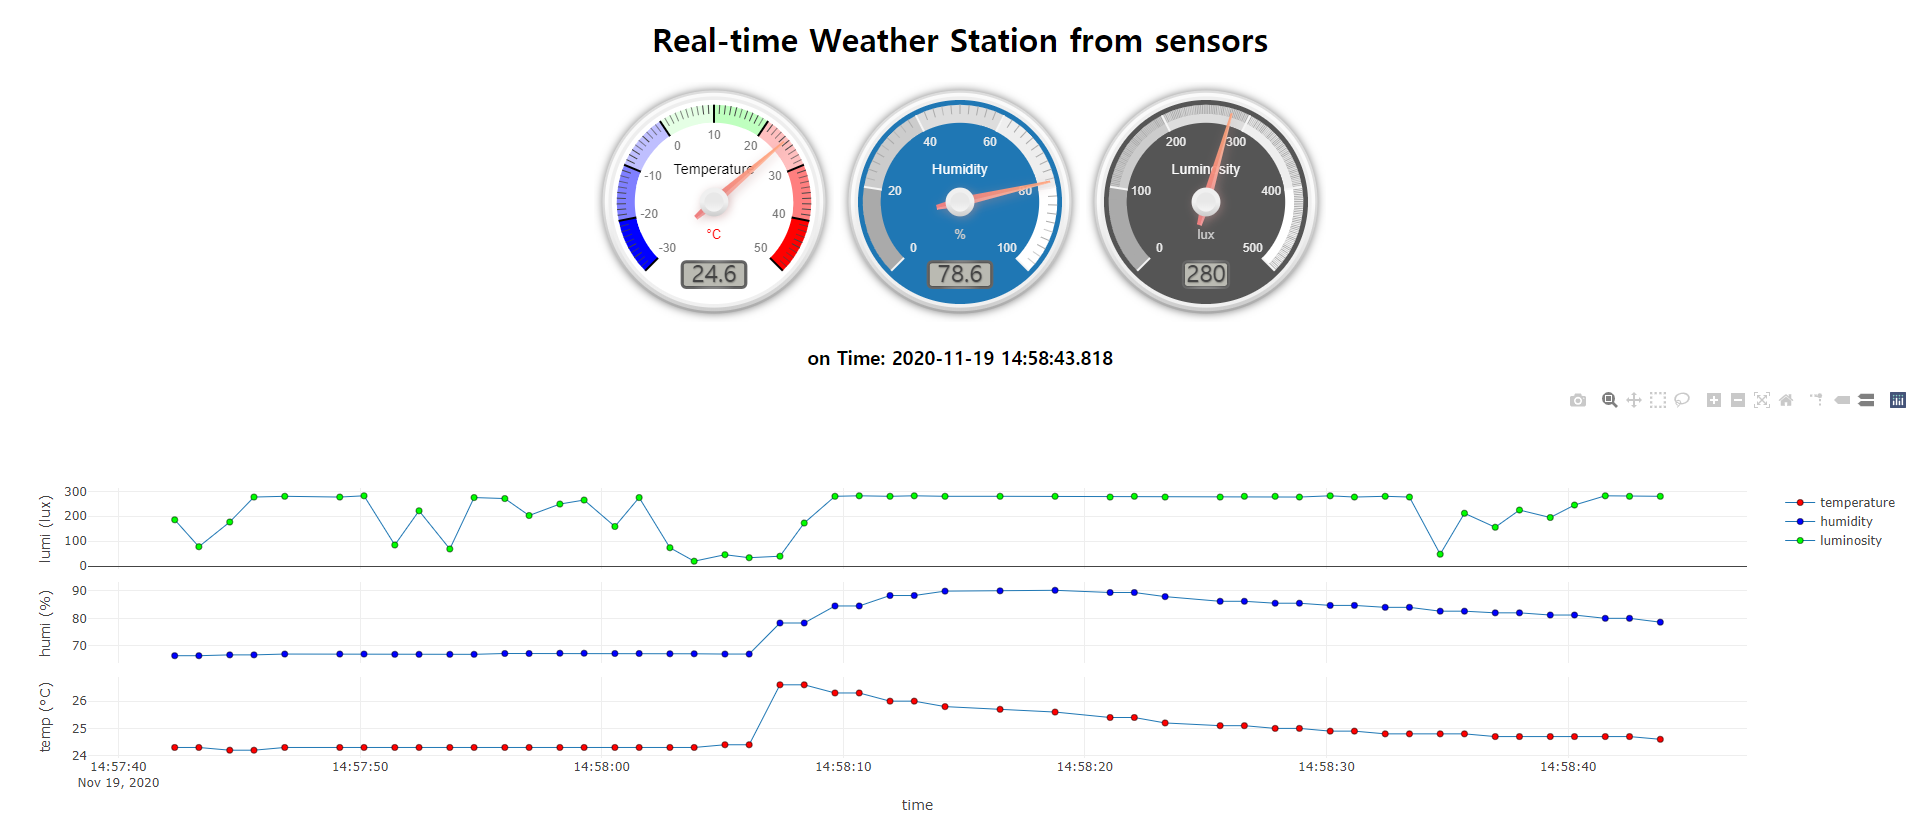 Real-time Weather Station from sensors
-30 -20 -10 0 10 20 30 40 50
Temperature
°C
24.6
0 20 40 60 80 100
Humidity
%
78.6
0 100 200 300 400 500
Luminosity
lux
280
on Time: 2020-11-19 14:58:43.818
lumi (lux)
300
200
100
0
temperature
humidity
luminosity
humi (%)
90
80
70
temp (°C)
26
25
24
14:57:40 14:57:50 14:58:00 14:58:10 14:58:20 14:58:30 14:58:40
Nov 19, 2020
time